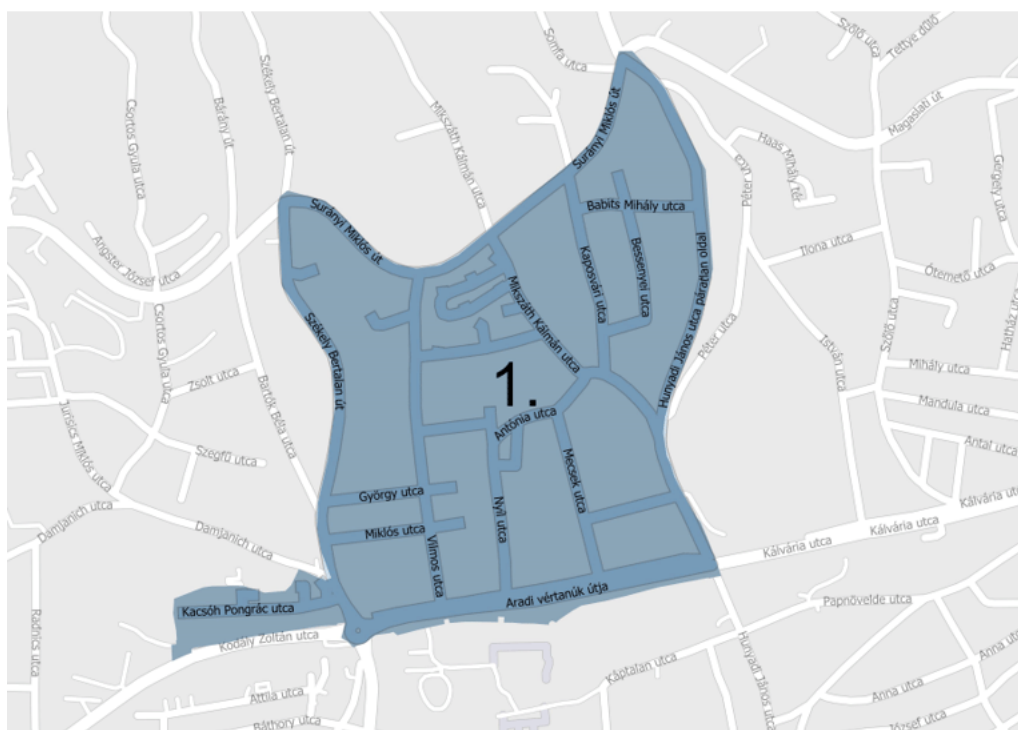 Somfa utca
Szőlő utca
Tettye dűlő
Székely Bertalan út
Bárány út
Csortos Gyula utca
Mikszáth Kálmán utca
Surányi Miklós út
Magaslati út
Haas Mihály tér
Péter utca
Gergely utca
Surányi Miklós út
Babits Mihály utca
Angster József utca
Ilona utca
Ötemető utca
Bessenyei utca
Kaposvári utca
Hunyadi János utca páratlan oldal
Mikszáth Kálmán utca
Székely Bertalan út
Csortos Gyula utca
Péter utca
István utca
Szőlő utca
Hatház utca
Zsolt utca
Bartók Béla utca
Mihály utca
1.
Mandula utca
Antónia utca
Jurisics Miklós utca
Szegfű utca
Antal utca
Mecsek utca
György utca
Nyíl utca
Kálvária utca
Damjanich utca
Damjanich utca
Miklós utca
Vilmos utca
Kálvária utca
Kálvária utca
Aradi vértanúk útja
Papnövelde utca
Kacsóh Pongrác utca
Radnics utca
Kodály Zoltán utca
Hunyadi János utca
Káptalan utca
Anna utca
Attila utca
Anna utca
Báthory utca
József utca